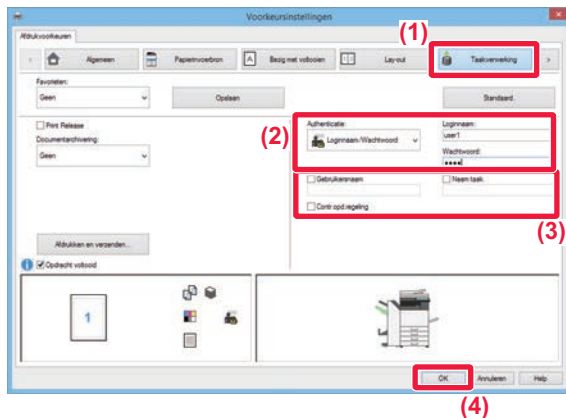 Voorkeursinstellingen
Afdrukvoorkeuren
(1)
Algemeen
Papierinvoerbron
Bezig met voltooien
Lay-out
Taakverwerking
Favorieten:
Geen
Opslaan
Standaard
Print Release
Documentarchivering:
Geen
(2)
Authenticatie:
Loginnaam/Wachtwoord
Loginnaam:
user1
Wachtwoord:
••••
Gebruikersnaam
Naam taak
Contr opd.regeling
(3)
Afdrukken en verzenden...
Opdracht voltooid
1
OK
Annuleren
Help
(4)